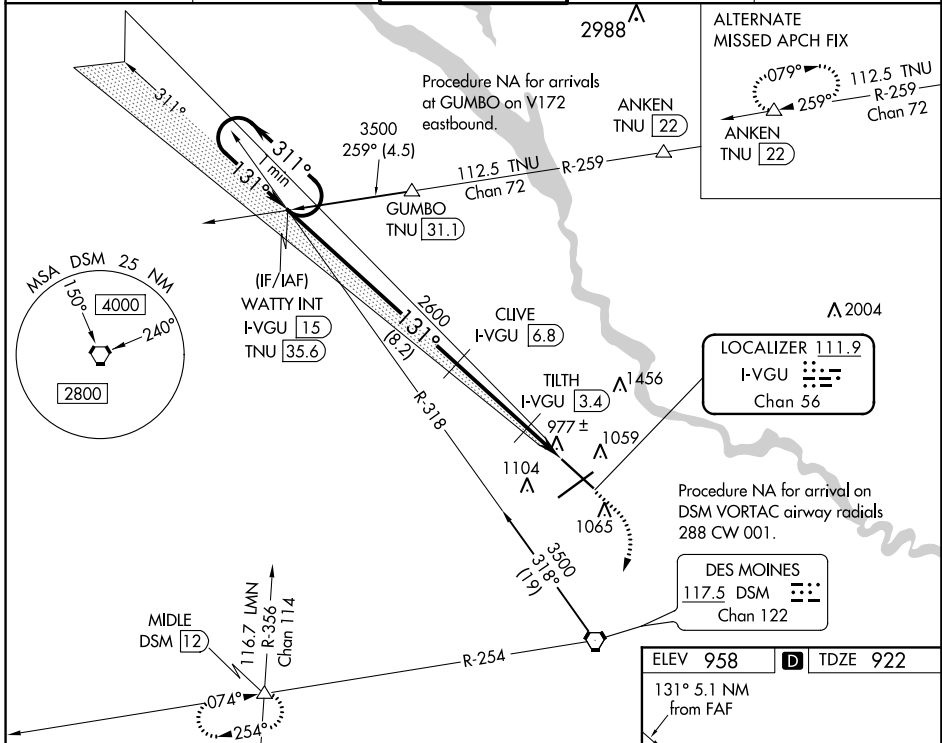 2988
ALTERNATE
MISSED APCH FIX
079°
259°
112.5 TNU
R-259
Chan 72
ANKEN
TNU 22
Procedure NA for arrivals
at GUMBO on V172
eastbound.
ANKEN
TNU 22
311°
3500
259° (4.5)
311°
131°
1 min
112.5 TNU
R-259
Chan 72
GUMBO
TNU 31.1
(IF/IAF)
WATTY INT
I-VGU 15
TNU 35.6
MSA DSM 25 NM
150°
4000
240°
2800
2600
131°
(8.2)
CLIVE
I-VGU 6.8
2004
LOCALIZER 111.9
I-VGU
Chan 56
TILTH
I-VGU 3.4
1456
977 ±
1059
1104
1065
R-318
Procedure NA for arrival on
DSM VORTAC airway radials
288 CW 001.
3500
318°
(19)
DES MOINES
117.5 DSM
Chan 122
MIDLE
DSM 12
116.7 LMN
R-356
Chan 114
R-254
074°
254°
ELEV 958 D TDZE 922
131° 5.1 NM
from FAF